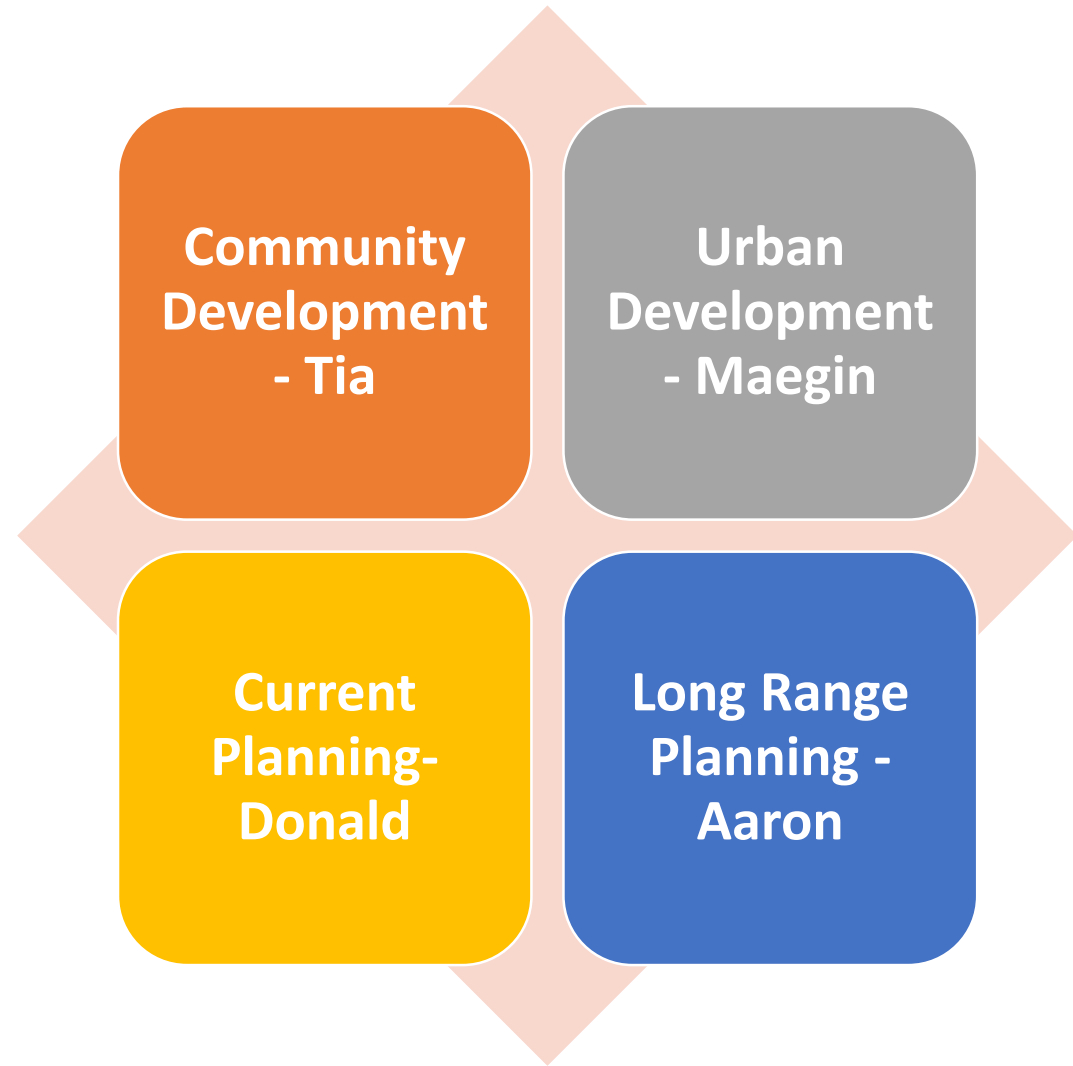 Community
Development
- Tia
Urban
Development
- Maegin
Current
Planning-
Donald
Long Range
Planning -
Aaron